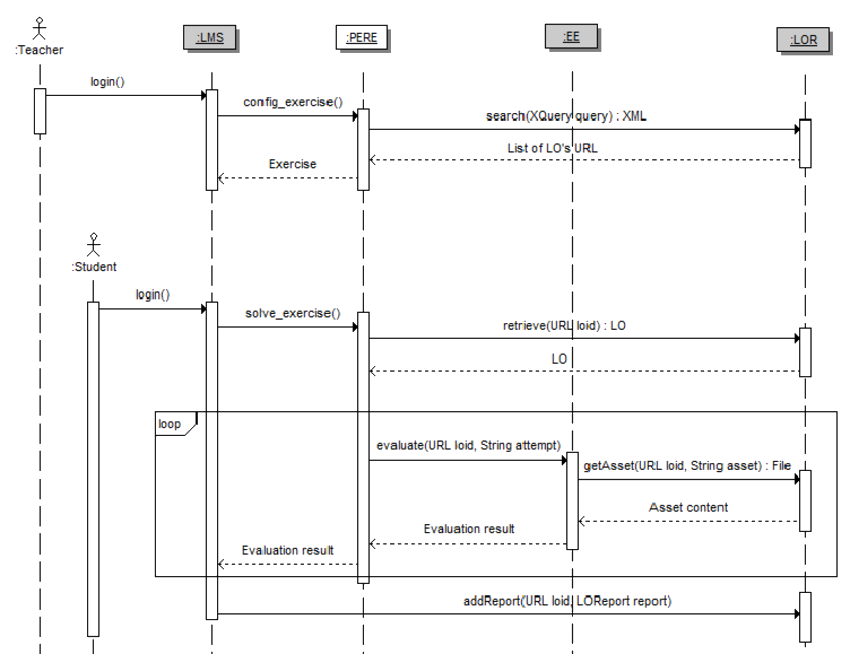 :Teacher
:LMS
:PERE
:EE
:LOR
login()
config_exercise()
search(XQuery query) : XML
List of LO's URL
Exercise
:Student
login()
solve_exercise()
retrieve(URL loid) : LO
LO
loop
evaluate(URL loid, String attempt)
getAsset(URL loid, String asset) : File
Asset content
Evaluation result
Evaluation result
addReport(URL loid, LOReport report)